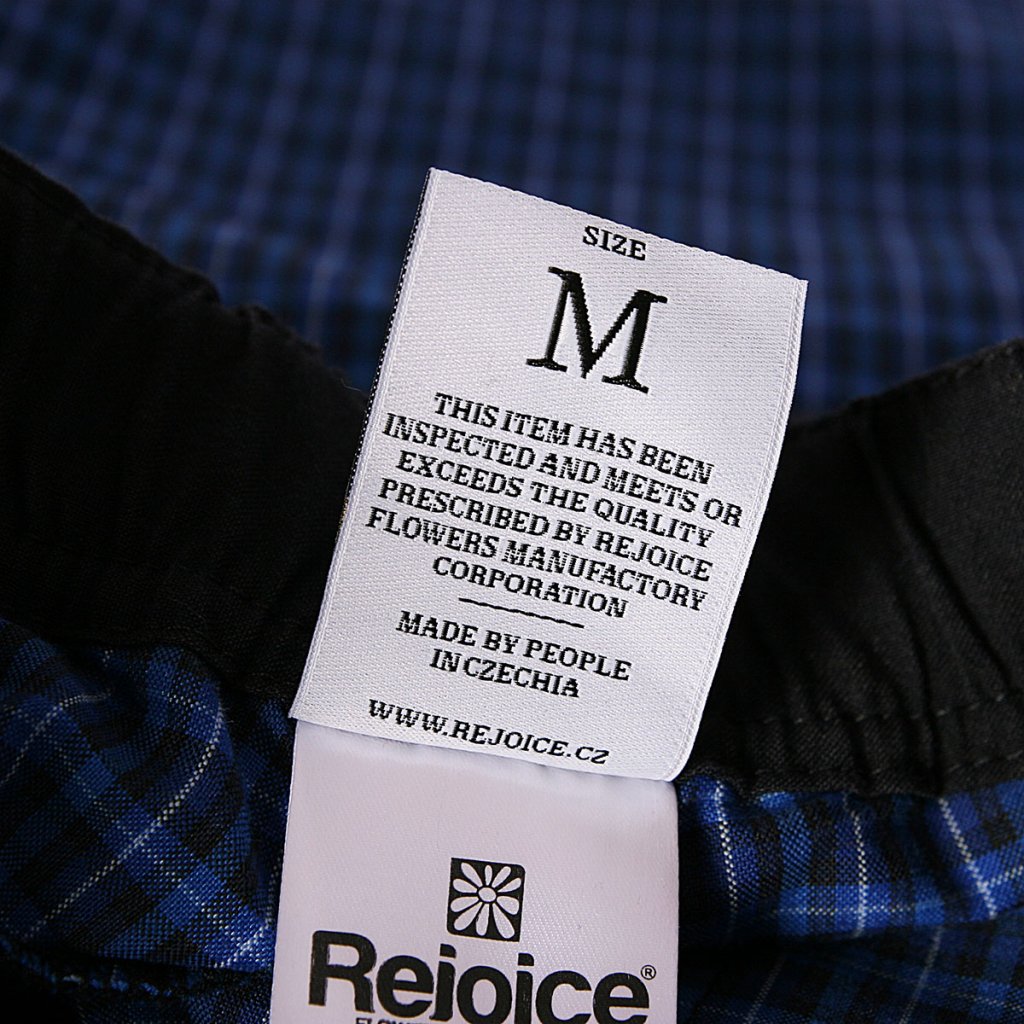 SIZE
M
THIS ITEM HAS BEEN
INSPECTED AND MEETS OR
EXCEEDS THE QUALITY
PRESCRIBED BY REJOICE
FLOWERS MANUFACTORY
CORPORATION
MADE BY PEOPLE
IN CZECHIA
WWW.REJOICE.CZ
Rejoice®